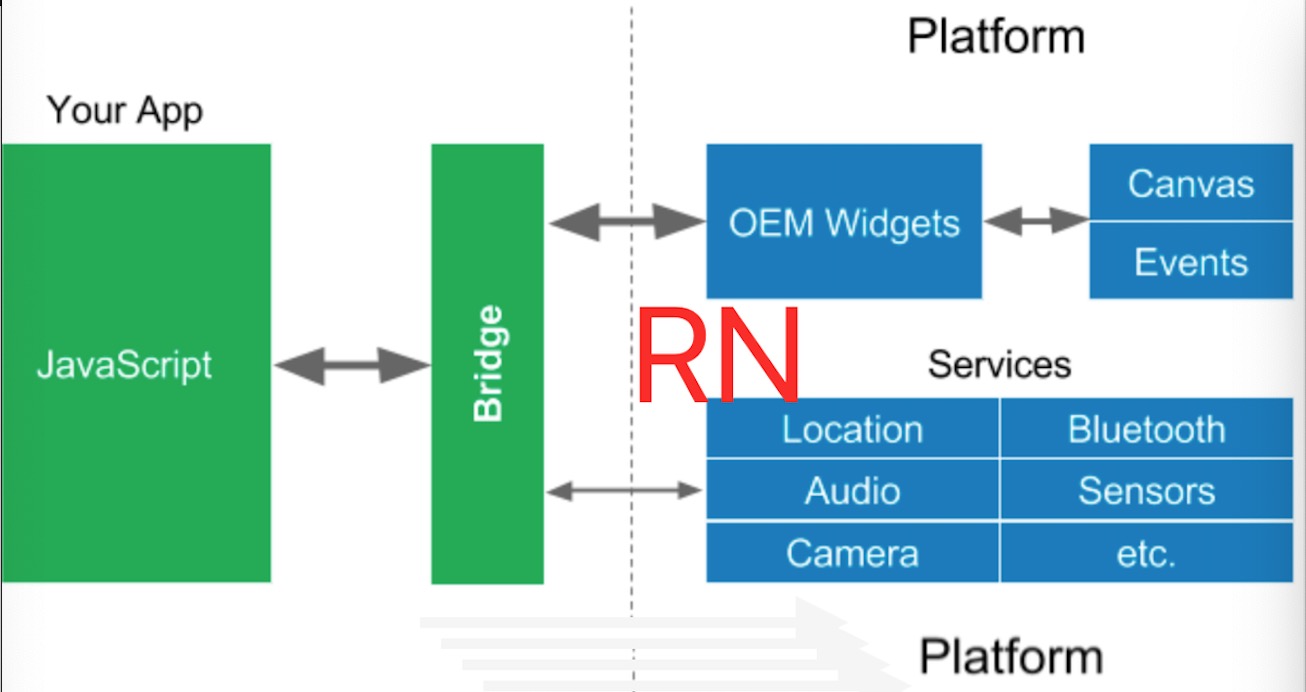 Platform
Your App
JavaScript
Bridge
OEM Widgets
Canvas
Events
RN
Services
Location
Bluetooth
Audio
Sensors
Camera
etc.
Platform